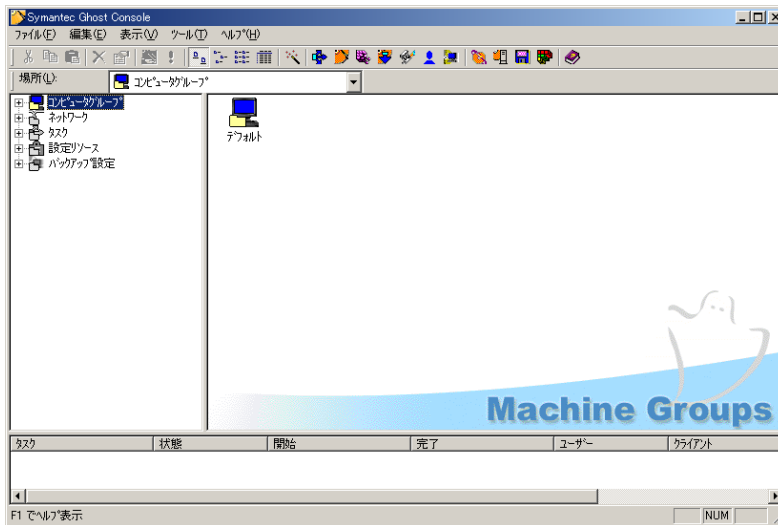 Symantec Ghost Console
ﾌｧｲﾙ(F) 編集(E) 表示(V) ﾂｰﾙ(T) ﾍﾙﾌﾟ(H)
場所(L): ｺﾝﾋﾟｭｰﾀｸﾞﾙｰﾌﾟ
ｺﾝﾋﾟｭｰﾀｸﾞﾙｰﾌﾟ
ﾈｯﾄﾜｰｸ
ﾀｽｸ
設定ﾘｿｰｽ
ﾊﾞｯｸｱｯﾌﾟ設定
ﾃﾞﾌｫﾙﾄ
Machine Groups
ﾀｽｸ 状態 開始 完了 ﾕｰｻﾞｰ ｸﾗｲｱﾝﾄ
F1 でﾍﾙﾌﾟ表示 NUM